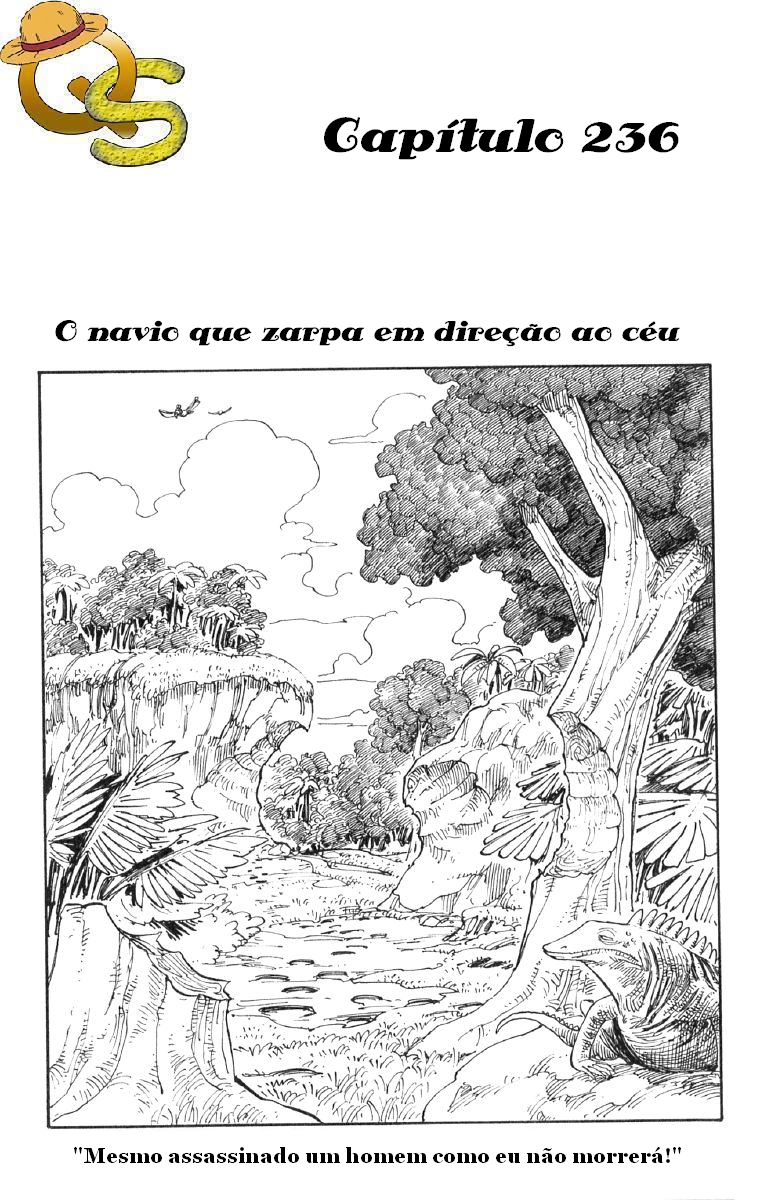 QS
Capítulo 236
O navio que zarpa em direção ao céu
"Mesmo assassinado um homem como eu não morrerá!"